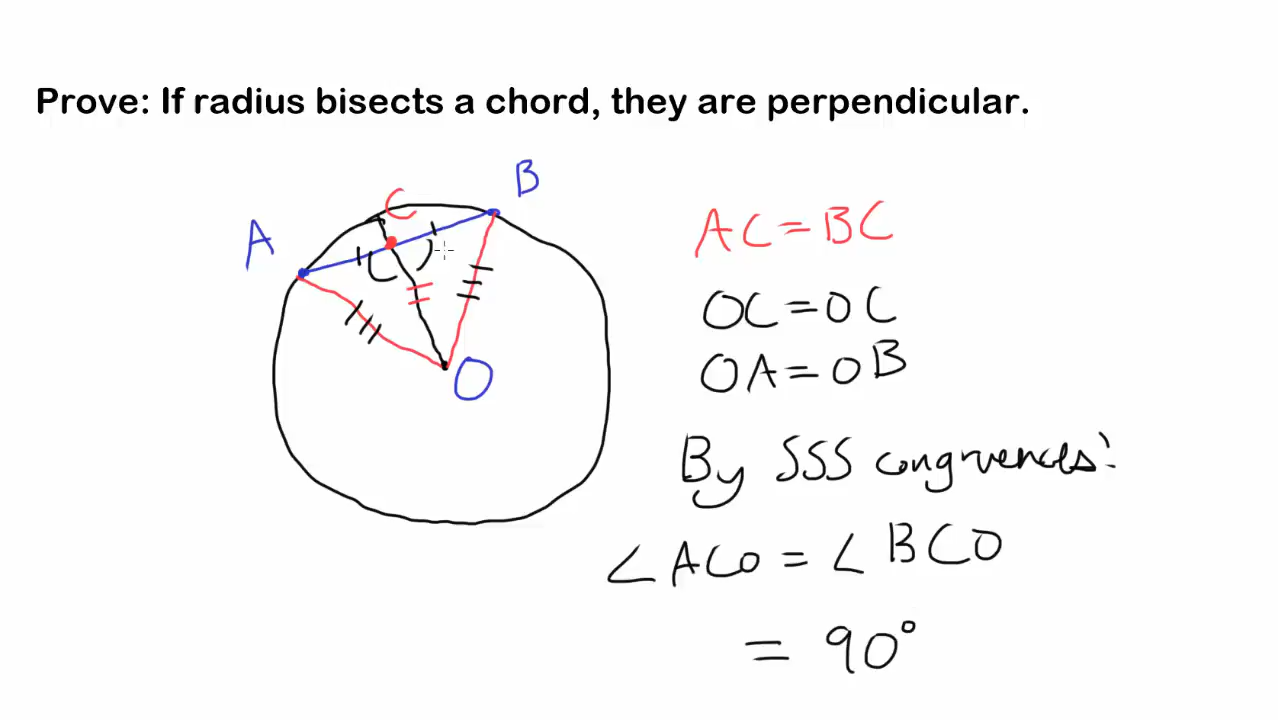 Prove: If radius bisects a chord, they are perpendicular.
B
C
A
O
AC=BC
OC=OC
OA=OB
By SSS congruences:
∠ACO = ∠BCO
= 90°